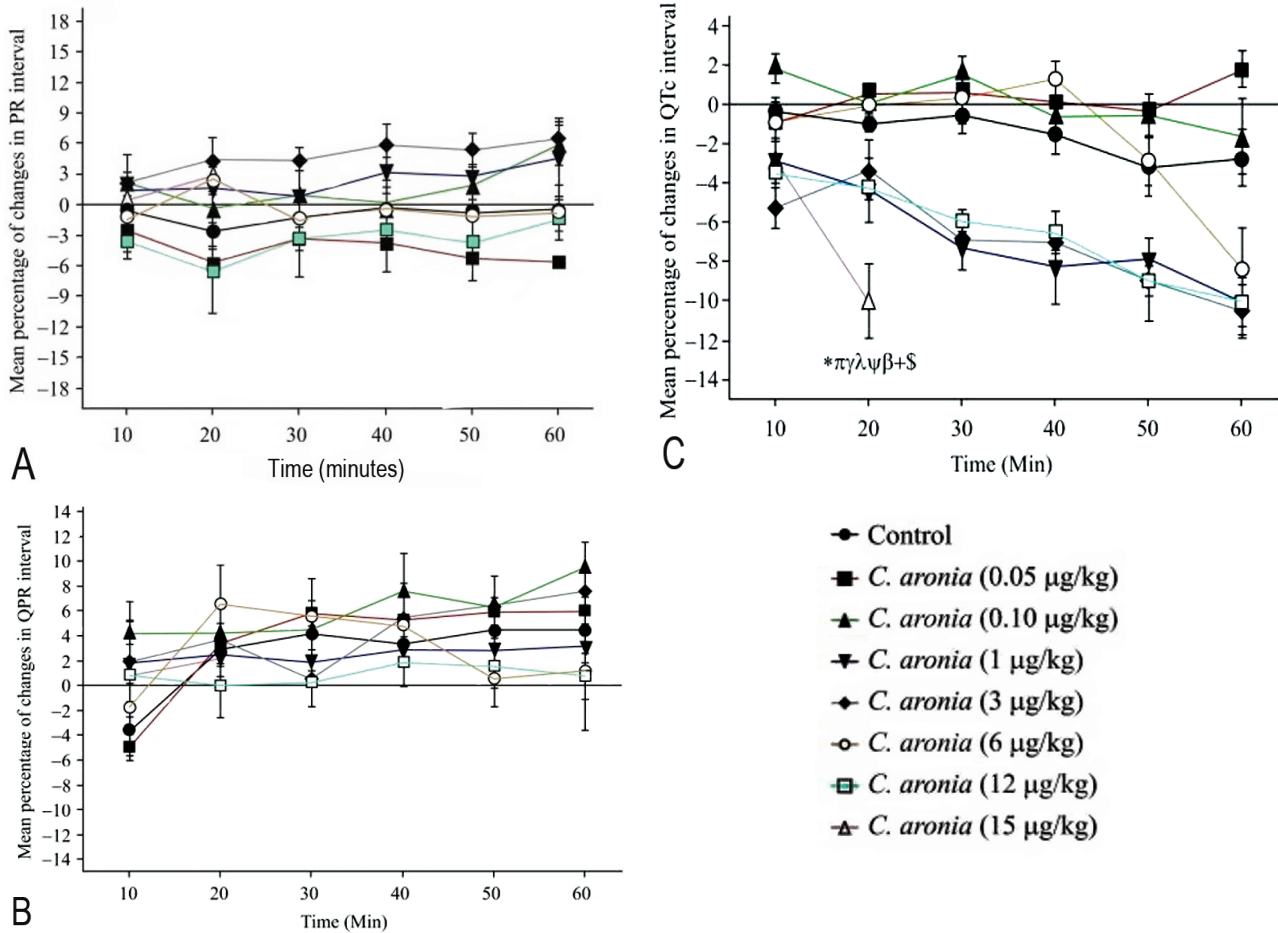 Mean percentage of changes in PR interval
18
15
12
9
6
3
0
−3
−6
−9
−12
−15
−18
10 20 30 40 50 60
Time (minutes)
A
Mean percentage of changes in QPR interval
14
12
10
8
6
4
2
0
−2
−4
−6
−8
−10
−12
−14
10 20 30 40 50 60
Time (Min)
B
Mean percentage of changes in QTc interval
4
2
0
−2
−4
−6
−8
−10
−12
−14
*πγλψβ+$
10 20 30 40 50 60
Time (Min)
C
Control
C. aronia (0.05 μg/kg)
C. aronia (0.10 μg/kg)
C. aronia (1 μg/kg)
C. aronia (3 μg/kg)
C. aronia (6 μg/kg)
C. aronia (12 μg/kg)
C. aronia (15 μg/kg)